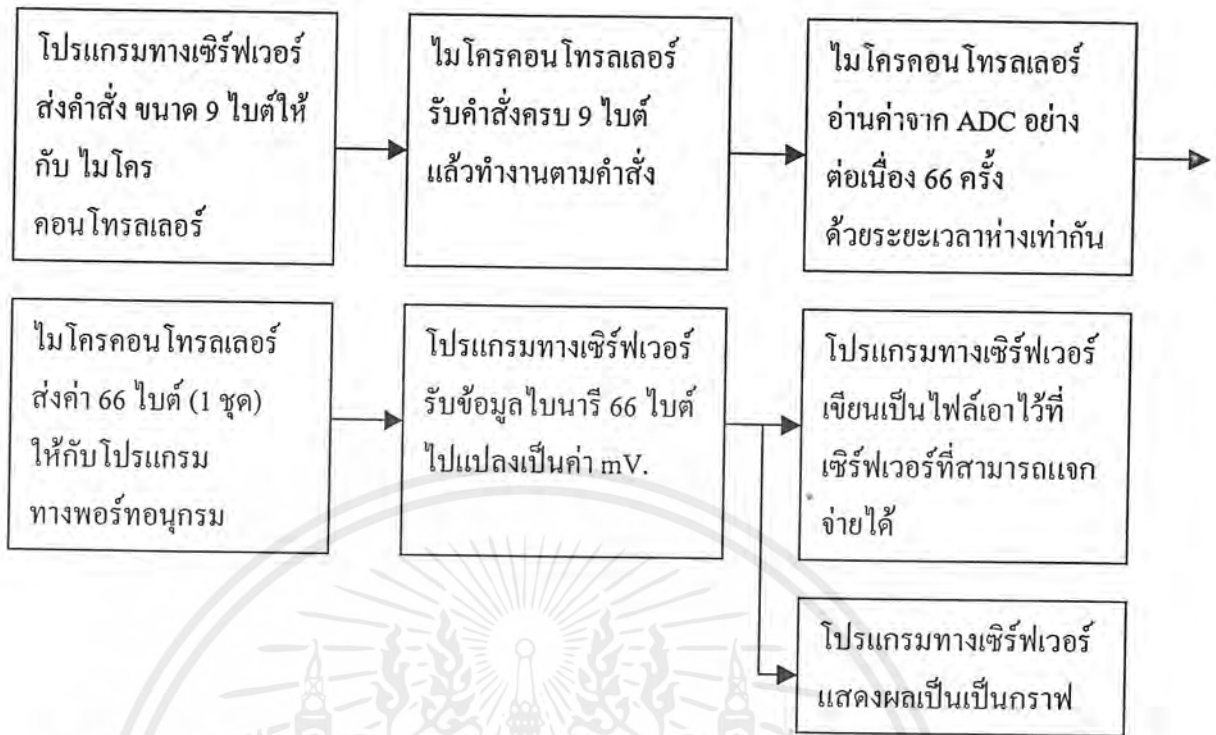 โปรแกรมทางเซิร์ฟเวอร์
ส่งคำสั่ง ขนาด 9 ไบต์ให้
กับ ไมโคร
คอนโทรลเลอร์
ไมโครคอนโทรลเลอร์
รับคำสั่งครบ 9 ไบต์
แล้วทำงานตามคำสั่ง
ไมโครคอนโทรลเลอร์
อ่านค่าจาก ADC อย่าง
ต่อเนื่อง 66 ครั้ง
ด้วยระยะเวลาห่างเท่ากัน
ไมโครคอนโทรลเลอร์
ส่งค่า 66 ไบต์ (1 ชุด)
ให้กับโปรแกรม
ทางพอร์ทอนุกรม
โปรแกรมทางเซิร์ฟเวอร์
รับข้อมูลไบนารี 66 ไบต์
ไปแปลงเป็นค่า mV.
โปรแกรมทางเซิร์ฟเวอร์
เขียนเป็นไฟล์เอาไว้ที่
เซิร์ฟเวอร์ที่สามารถแจก
จ่ายได้
โปรแกรมทางเซิร์ฟเวอร์
แสดงผลเป็นเป็นกราฟ